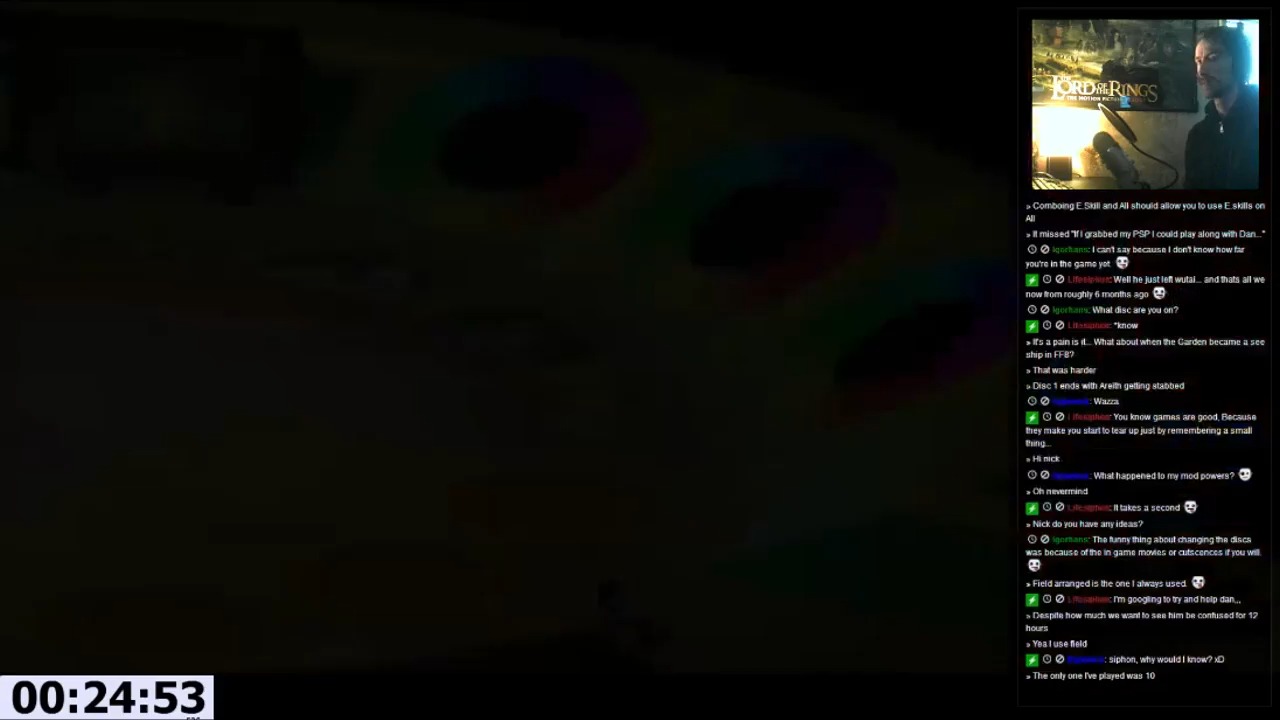 LORD OF THE RINGS
THE MOTION PICTURE
» Comboing E.Skill and All should allow you to use E.skills on
All
» It missed "If I grabbed my PSP I could play along with Dan..."
Igorhans: I can't say because I don't know how far
you're in the game yet.
Lifesiphon: Well he just left wutai... and thats all we
now from roughly 6 months ago
Igorhans: What disc are you on?
Lifesiphon: *know
» It's a pain is it... What about when the Garden became a see
ship in FF8?
» That was harder
» Disc 1 ends with Areith getting stabbed
: Wazza
Lifesiphon: You know games are good, Because
they make you start to tear up just by remembering a small
thing...
» Hi nick
: What happened to my mod powers?
» Oh nevermind
Lifesiphon: It takes a second
» Nick do you have any ideas?
Igorhans: The funny thing about changing the discs
was because of the in game movies or cutscences if you will.
» Field arranged is the one I always used.
Lifesiphon: I'm googling to try and help dan,,,
» Despite how much we want to see him be confused for 12
hours
» Yea I use field
: siphon, why would I know? xD
» The only one I've played was 10
00:24:53